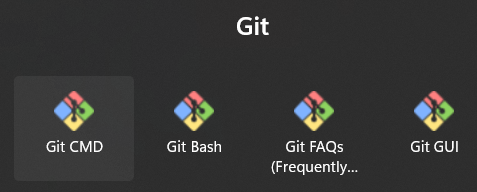 Git
Git CMD
Git Bash
Git FAQs
(Frequently...
Git GUI